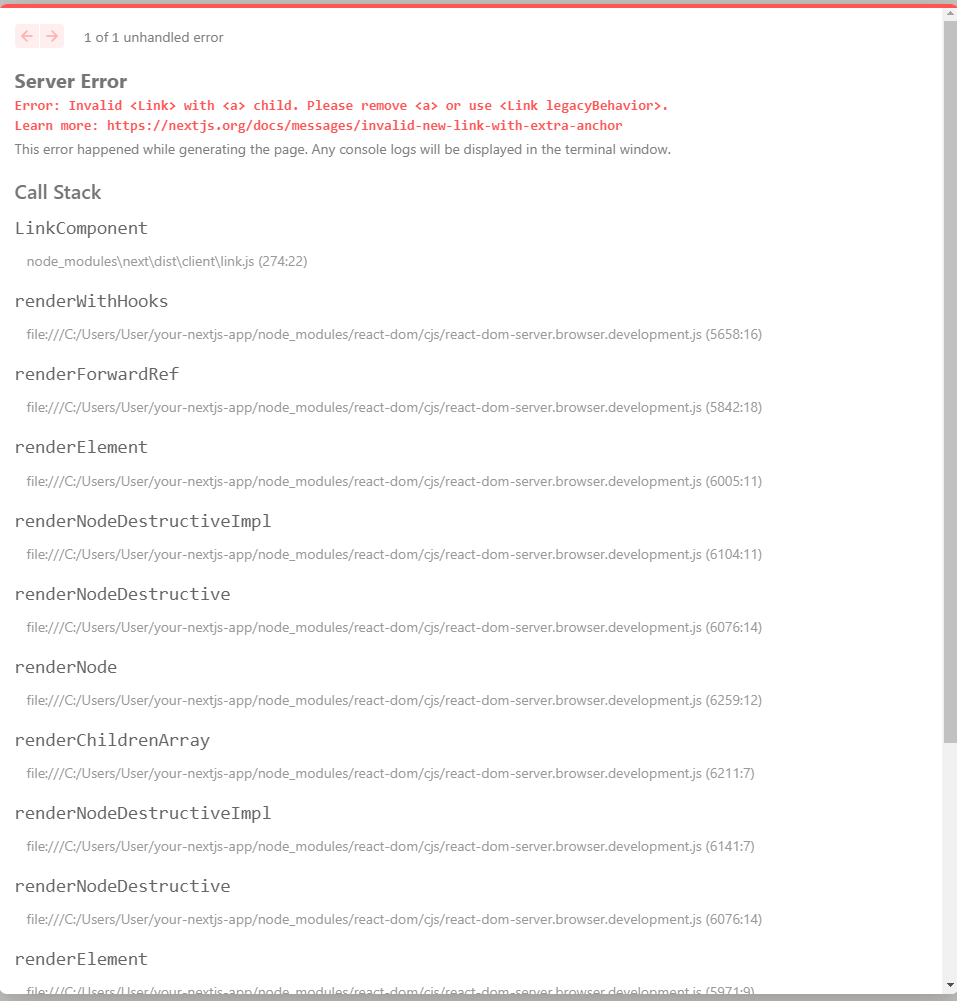 1 of 1 unhandled error
Server Error
Error: Invalid <Link> with <a> child. Please remove <a> or use <Link legacyBehavior>.
Learn more: https://nextjs.org/docs/messages/invalid-new-link-with-extra-anchor
This error happened while generating the page. Any console logs will be displayed in the terminal window.
Call Stack
LinkComponent
node_modules\next\dist\client\link.js (274:22)
renderWithHooks
file:///C:/Users/User/your-nextjs-app/node_modules/react-dom/cjs/react-dom-server.browser.development.js (5658:16)
renderForwardRef
file:///C:/Users/User/your-nextjs-app/node_modules/react-dom/cjs/react-dom-server.browser.development.js (5842:18)
renderElement
file:///C:/Users/User/your-nextjs-app/node_modules/react-dom/cjs/react-dom-server.browser.development.js (6005:11)
renderNodeDestructiveImpl
file:///C:/Users/User/your-nextjs-app/node_modules/react-dom/cjs/react-dom-server.browser.development.js (6104:11)
renderNodeDestructive
file:///C:/Users/User/your-nextjs-app/node_modules/react-dom/cjs/react-dom-server.browser.development.js (6076:14)
renderNode
file:///C:/Users/User/your-nextjs-app/node_modules/react-dom/cjs/react-dom-server.browser.development.js (6259:12)
renderChildrenArray
file:///C:/Users/User/your-nextjs-app/node_modules/react-dom/cjs/react-dom-server.browser.development.js (6211:7)
renderNodeDestructiveImpl
file:///C:/Users/User/your-nextjs-app/node_modules/react-dom/cjs/react-dom-server.browser.development.js (6141:7)
renderNodeDestructive
file:///C:/Users/User/your-nextjs-app/node_modules/react-dom/cjs/react-dom-server.browser.development.js (6076:14)
renderElement
file:///C:/Users/User/your-nextjs-app/node_modules/react-dom/cjs/react-dom-server.browser.development.js (5971:9)